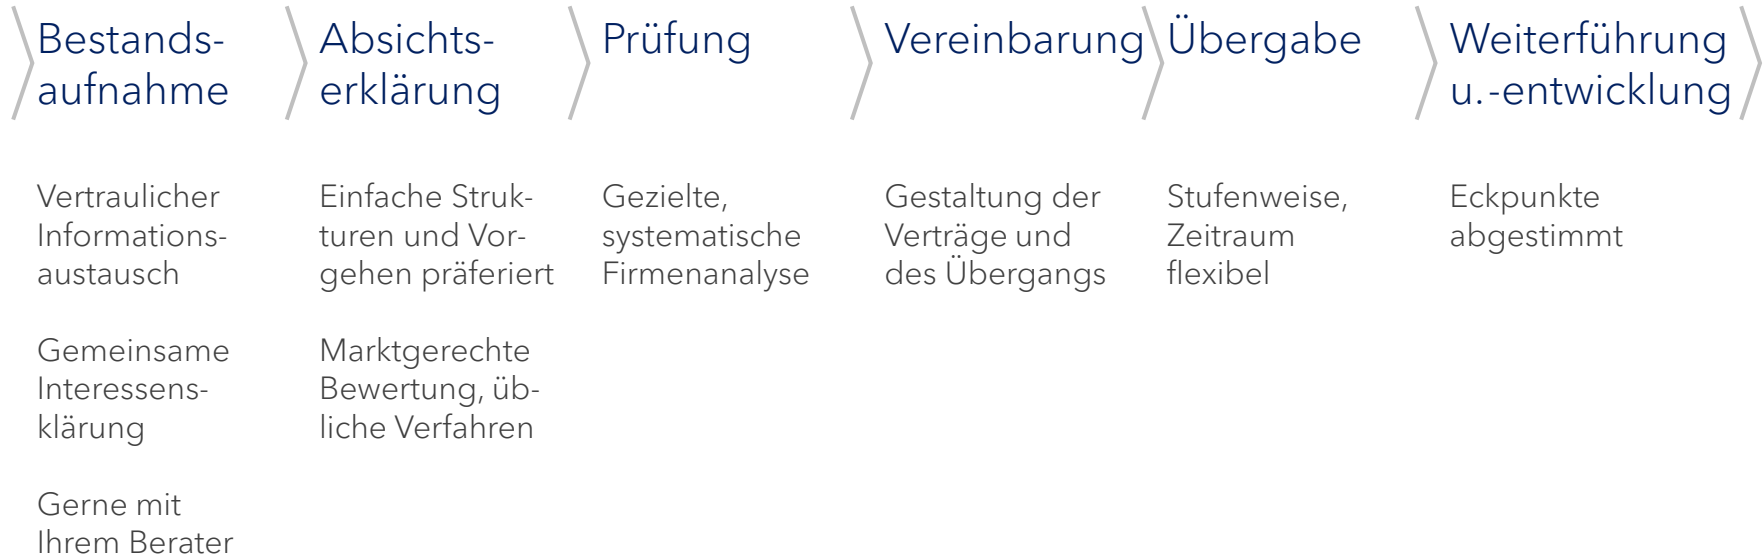 Bestands-
aufnahme
Vertraulicher
Informations-
austausch
Gemeinsame
Interessens-
klärung
Gerne mit
Ihrem Berater
Absichts-
erklärung
Einfache Struk-
turen und Vor-
gehen präferiert
Marktgerechte
Bewertung, üb-
liche Verfahren
Prüfung
Gezielte,
systematische
Firmenanalyse
Vereinbarung
Gestaltung der
Verträge und
des Übergangs
Übergabe
Stufenweise,
Zeitraum
flexibel
Weiterführung
u.-entwicklung
Eckpunkte
abgestimmt